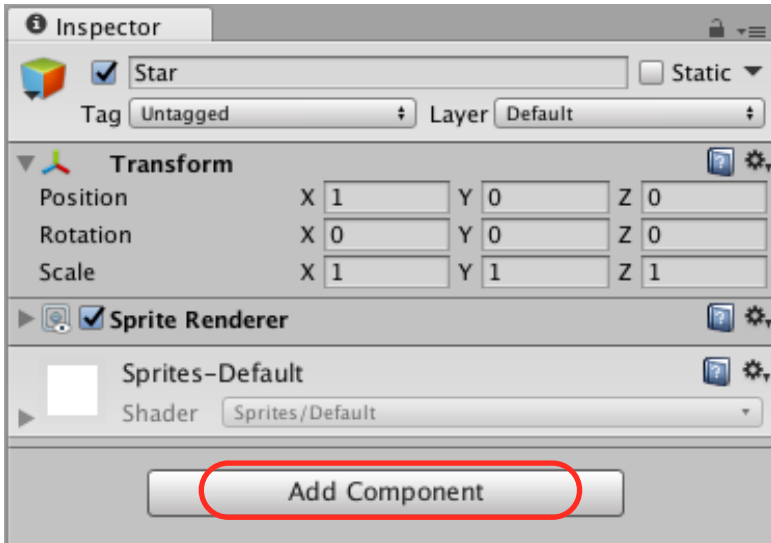 Inspector
Star Static
Tag Untagged Layer Default
Transform
Position X 1 Y 0 Z 0
Rotation X 0 Y 0 Z 0
Scale X 1 Y 1 Z 1
Sprite Renderer
Sprites-Default
Shader Sprites/Default
Add Component